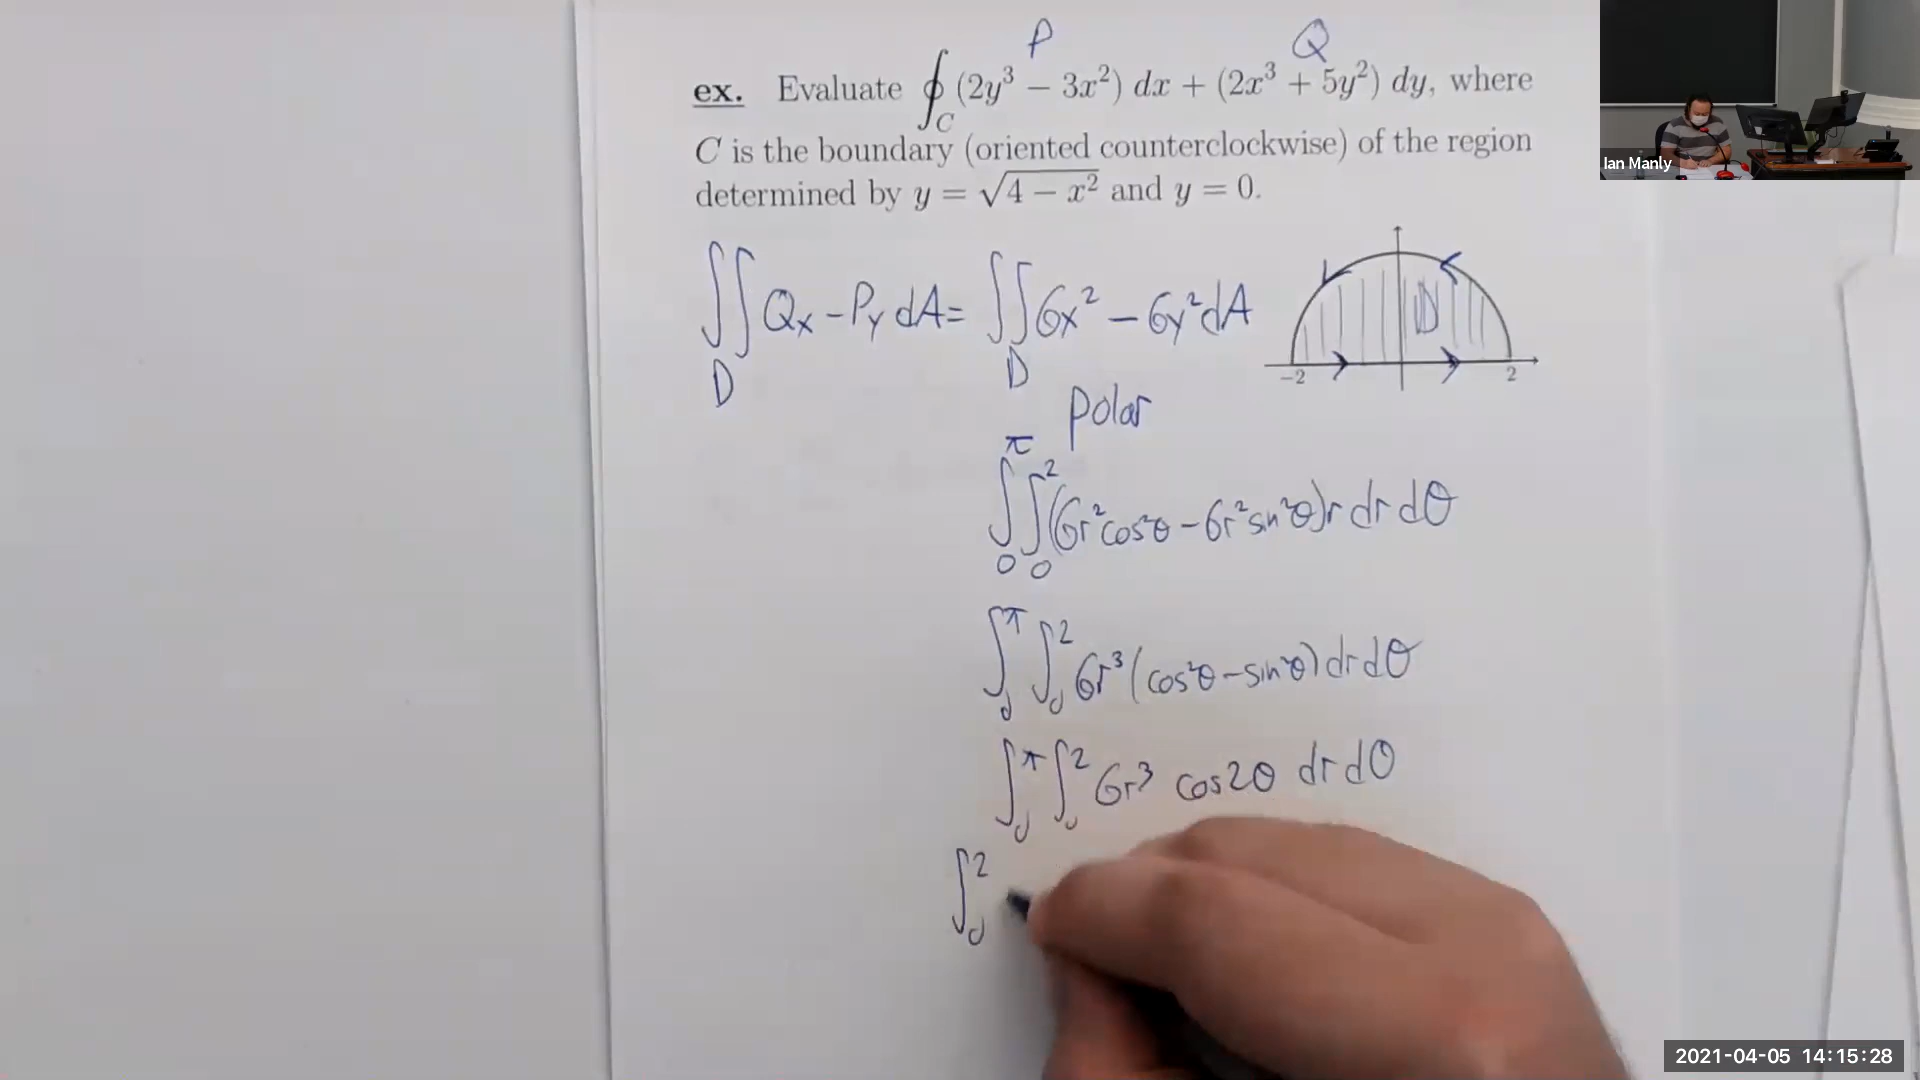 P Q
ex. Evaluate ∮_C (2y³ − 3x²) dx + (2x³ + 5y²) dy, where
C is the boundary (oriented counterclockwise) of the region
determined by y = √(4 − x²) and y = 0.
∬_D Qx − Py dA = ∬_D 6x² − 6y² dA
D
−2 2
polar
∫_0^π ∫_0^2 (6r²cos²θ − 6r²sin²θ) r dr dθ
∫_0^π ∫_0^2 6r³ (cos²θ − sin²θ) dr dθ
∫_0^π ∫_0^2 6r³ cos2θ dr dθ
∫_0^2
Ian Manly
2021-04-05 14:15:28